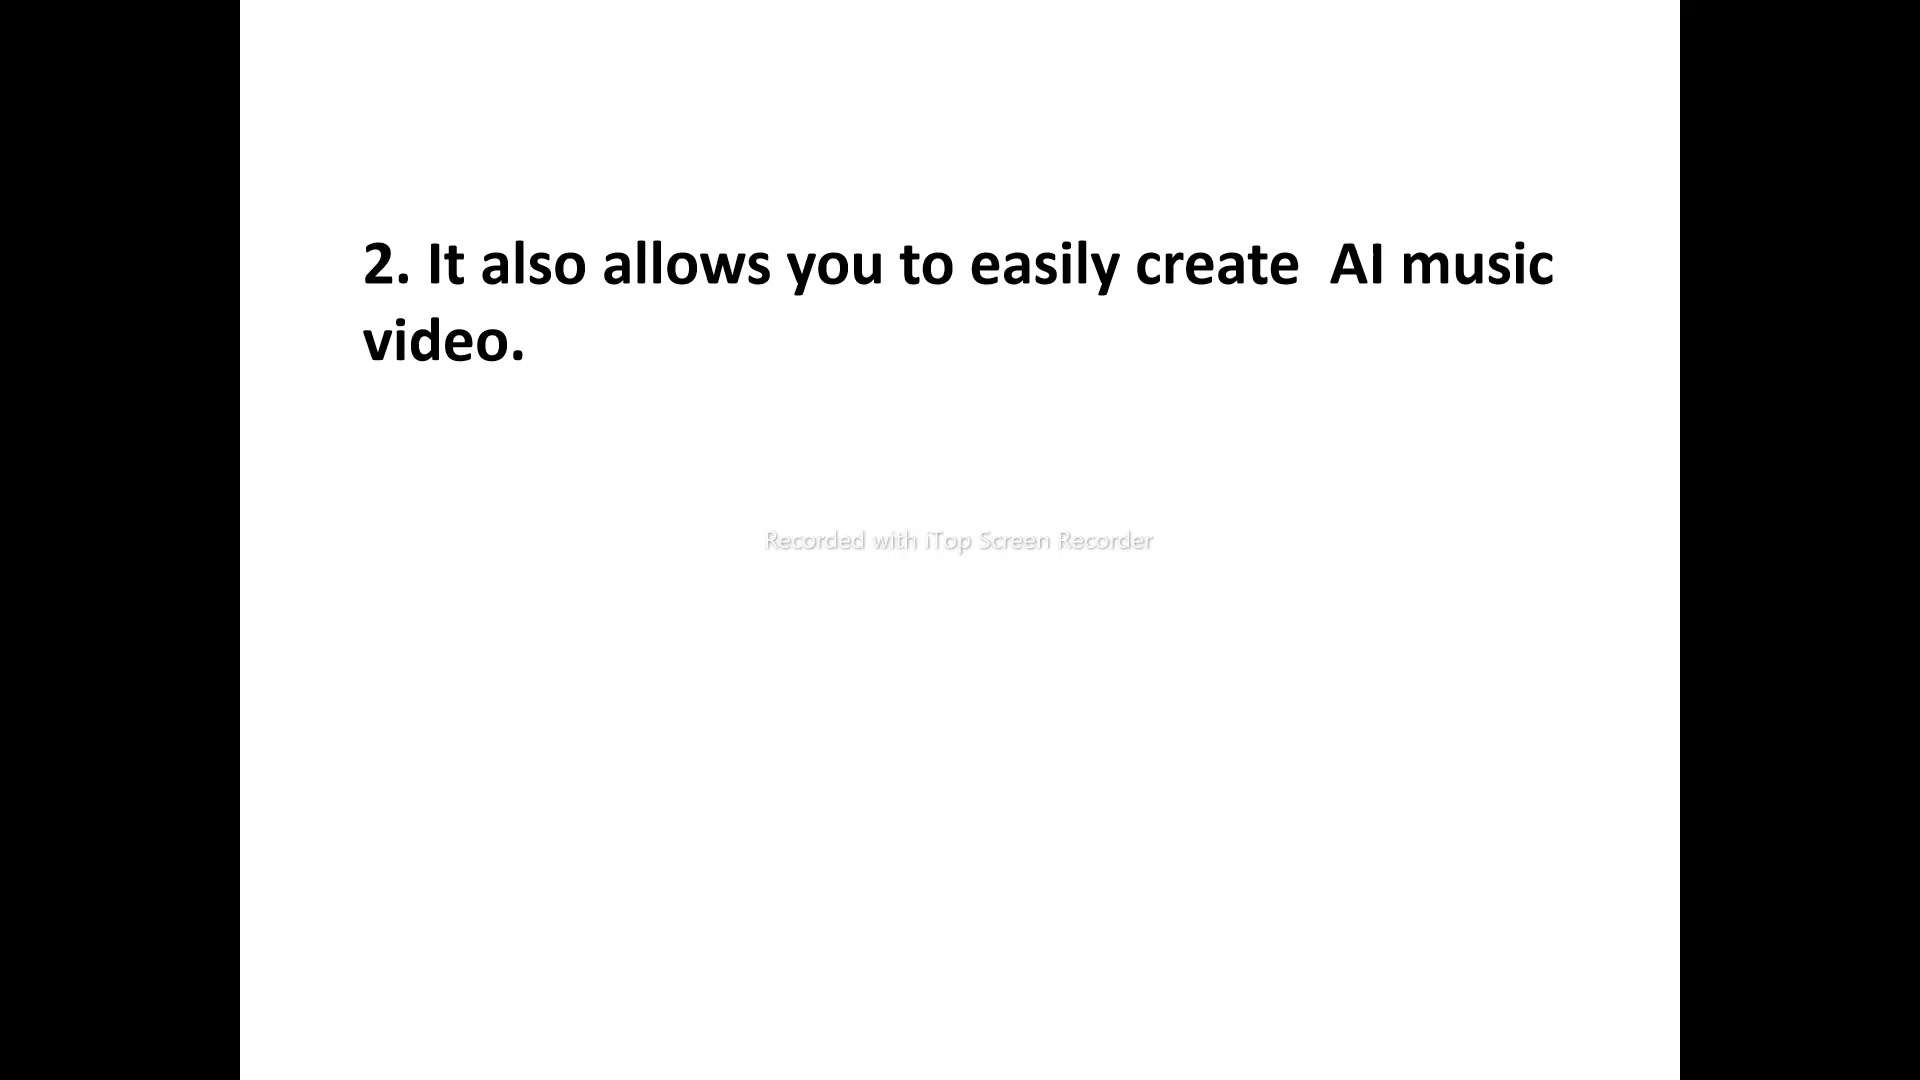 2. It also allows you to easily create  AI music
video.
Recorded with iTop Screen Recorder